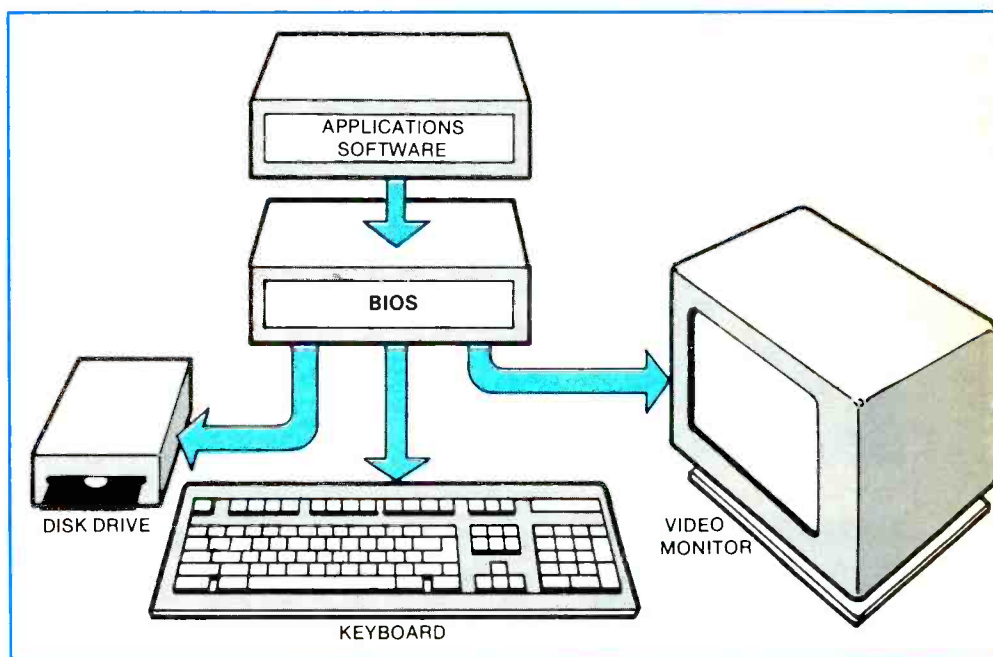 APPLICATIONS
SOFTWARE
BIOS
DISK DRIVE
KEYBOARD
VIDEO
MONITOR